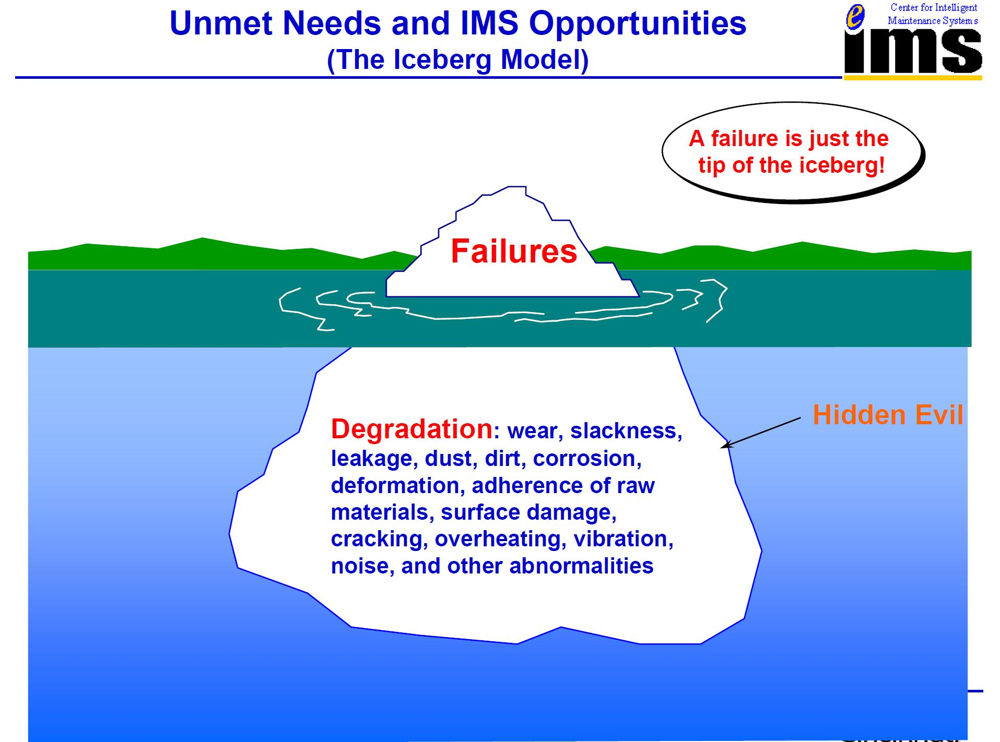 Unmet Needs and IMS Opportunities
(The Iceberg Model)
Center for Intelligent
Maintenance Systems
e
ims
A failure is just the
tip of the iceberg!
Failures
Hidden Evil
Degradation: wear, slackness,
leakage, dust, dirt, corrosion,
deformation, adherence of raw
materials, surface damage,
cracking, overheating, vibration,
noise, and other abnormalities